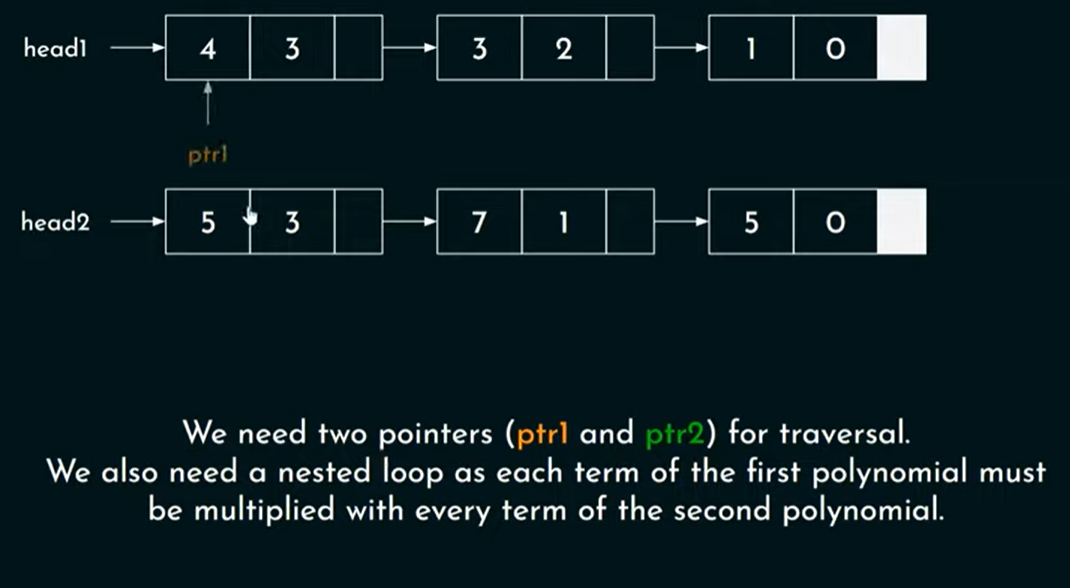 head1 4 3 3 2 1 0
ptr1
head2 5 3 7 1 5 0
We need two pointers (ptr1 and ptr2) for traversal.
We also need a nested loop as each term of the first polynomial must
be multiplied with every term of the second polynomial.